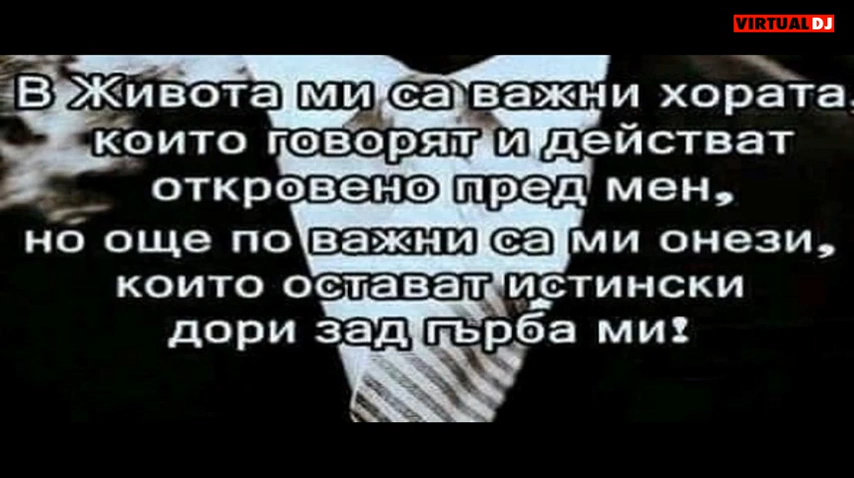 VIRTUAL DJ
В Живота ми са важни хората,
които говорят и действат
откровено пред мен,
но още по важни са ми онези,
които остават истински
дори зад гърба ми!